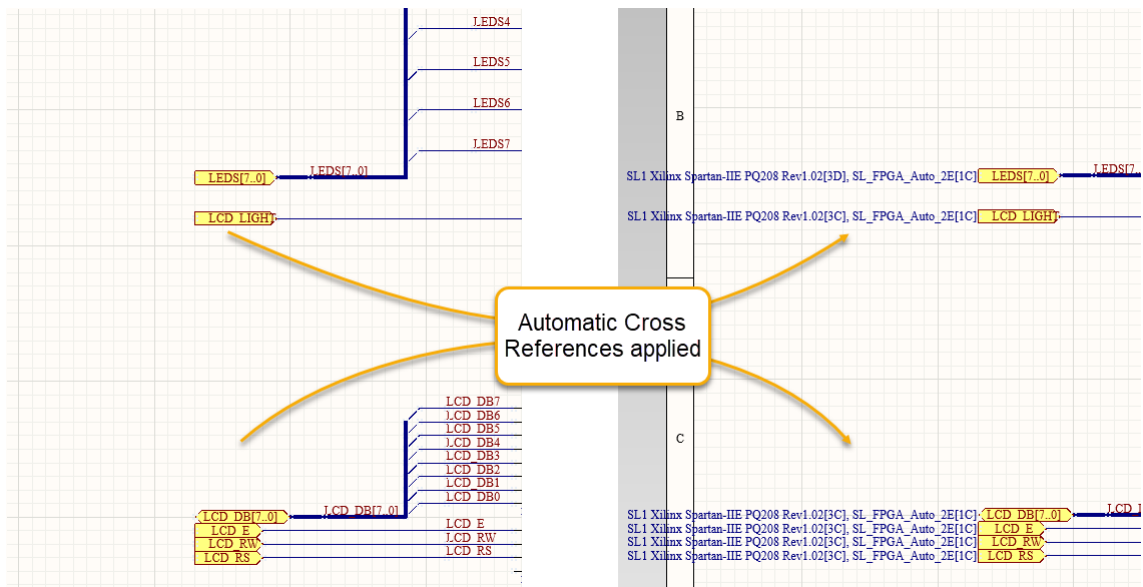 LEDS4
LEDS5
LEDS6
LEDS7
LEDS[7..0] LEDS[7..0]
LCD_LIGHT
LCD_DB7
LCD_DB6
LCD_DB5
LCD_DB4
LCD_DB3
LCD_DB2
LCD_DB1
LCD_DB0
LCD_DB[7..0] LCD_DB[7..0]
LCD_E LCD_E
LCD_RW LCD_RW
LCD_RS LCD_RS
Automatic Cross
References applied
B
SL1 Xilinx Spartan-IIE PQ208 Rev1.02[3D], SL_FPGA_Auto_2E[1C] LEDS[7..0] LEDS[7..
SL1 Xilinx Spartan-IIE PQ208 Rev1.02[3C], SL_FPGA_Auto_2E[1C] LCD_LIGHT
C
SL1 Xilinx Spartan-IIE PQ208 Rev1.02[3C], SL_FPGA_Auto_2E[1C] LCD_DB[7..0]
SL1 Xilinx Spartan-IIE PQ208 Rev1.02[3C], SL_FPGA_Auto_2E[1C] LCD_E
SL1 Xilinx Spartan-IIE PQ208 Rev1.02[3C], SL_FPGA_Auto_2E[1C] LCD_RW
SL1 Xilinx Spartan-IIE PQ208 Rev1.02[3C], SL_FPGA_Auto_2E[1C] LCD_RS